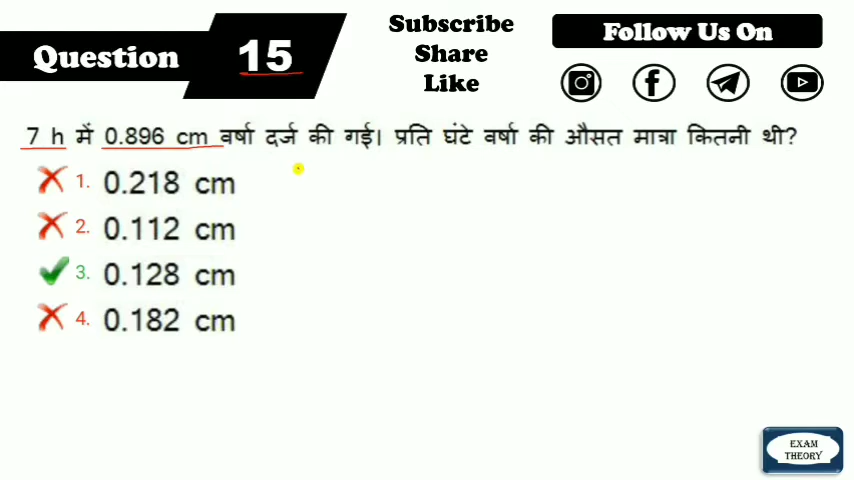 Question 15
Subscribe
Share
Like
Follow Us On
7 h में 0.896 cm वर्षा दर्ज की गई। प्रति घंटे वर्षा की औसत मात्रा कितनी थी?
1. 0.218 cm
2. 0.112 cm
3. 0.128 cm
4. 0.182 cm
EXAM
THEORY